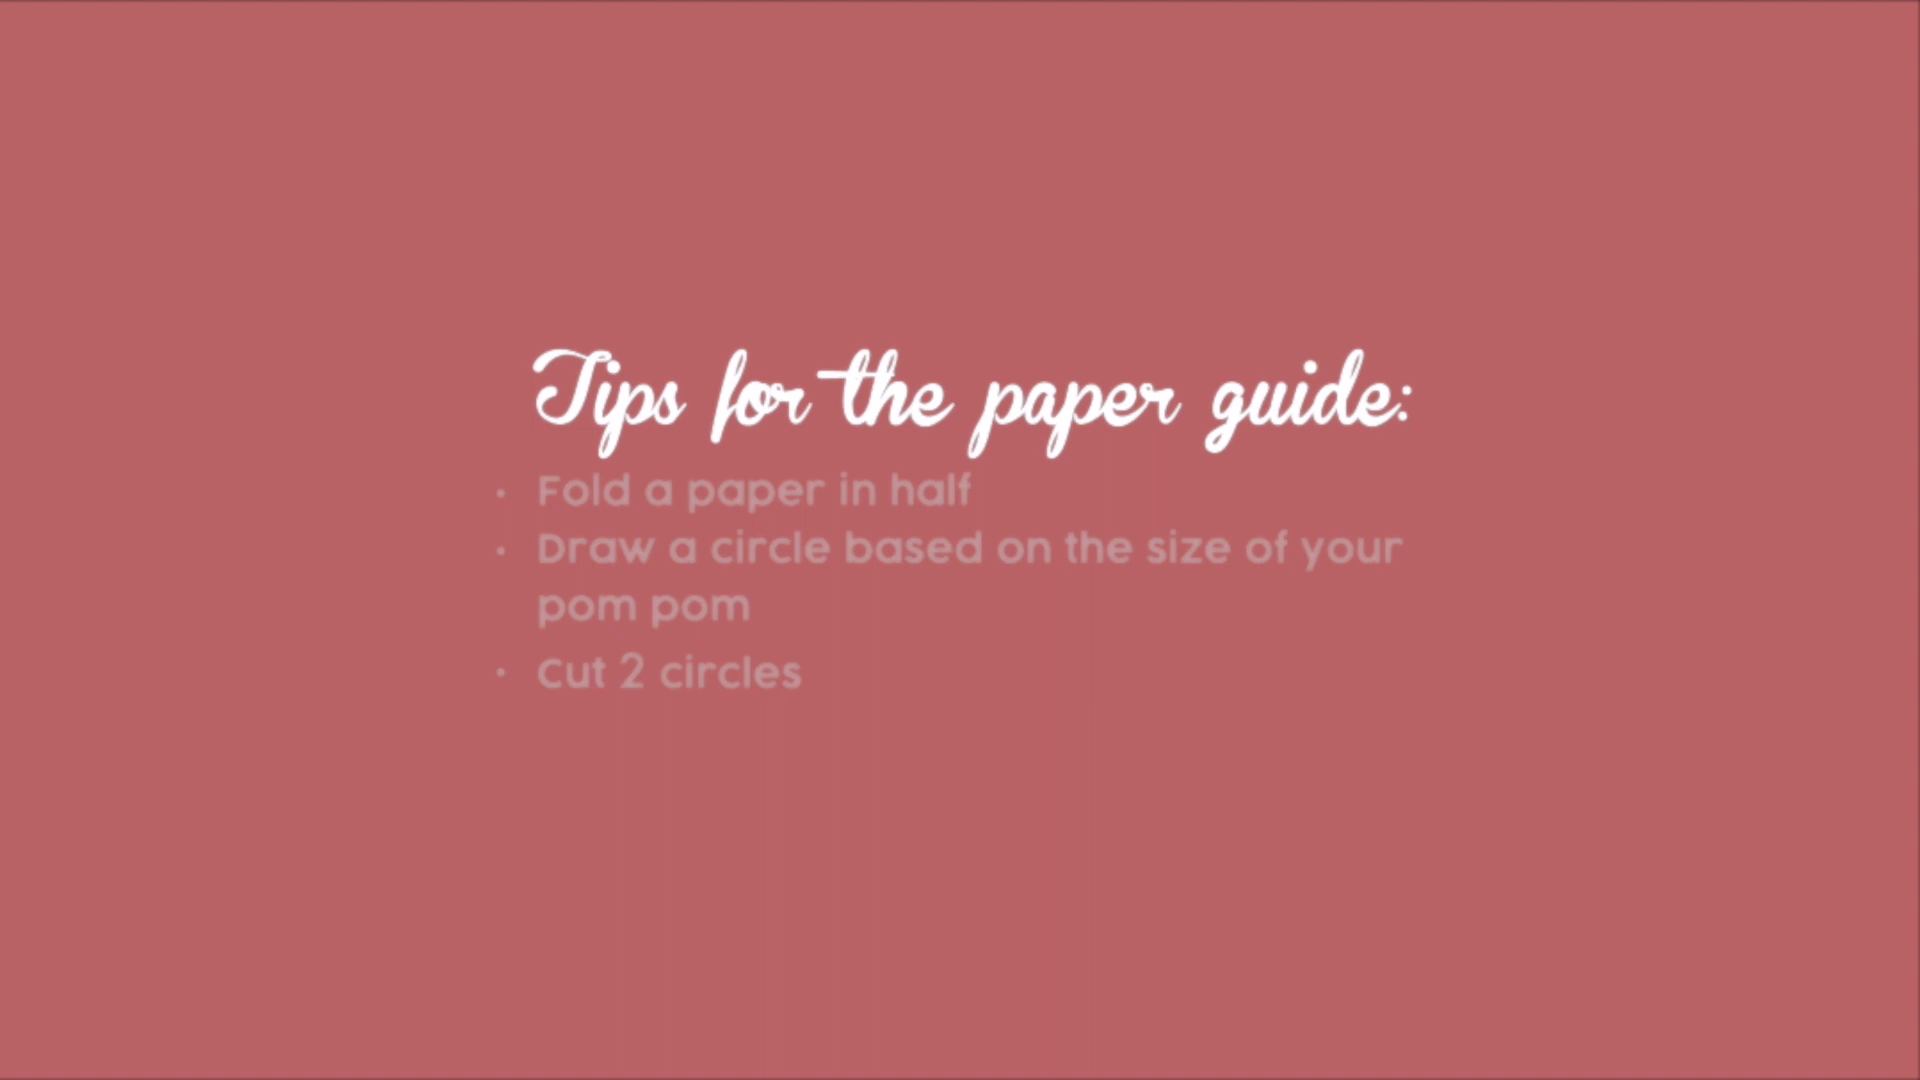 Tips for the paper guide:
• Fold a paper in half
• Draw a circle based on the size of your
pom pom
• Cut 2 circles